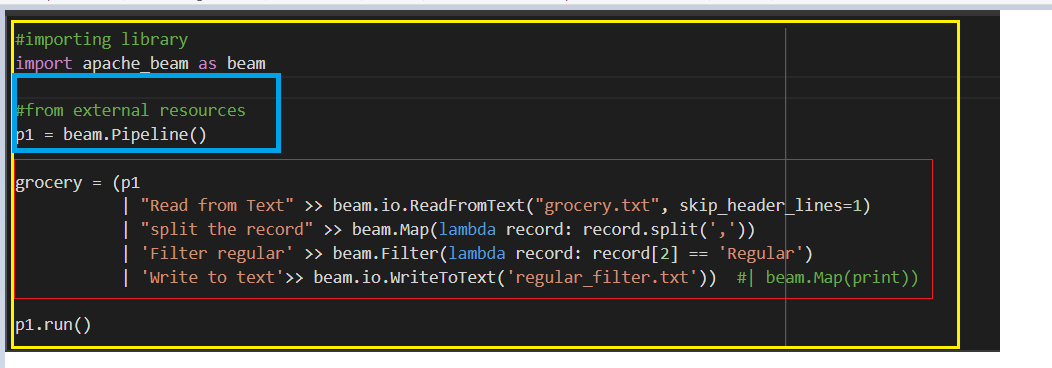 #importing library
import apache_beam as beam
#from external resources
p1 = beam.Pipeline()
grocery = (p1
| "Read from Text" >> beam.io.ReadFromText("grocery.txt", skip_header_lines=1)
| "split the record" >> beam.Map(lambda record: record.split(','))
| 'Filter regular' >> beam.Filter(lambda record: record[2] == 'Regular')
| 'Write to text'>> beam.io.WriteToText('regular_filter.txt'))  #| beam.Map(print))
p1.run()